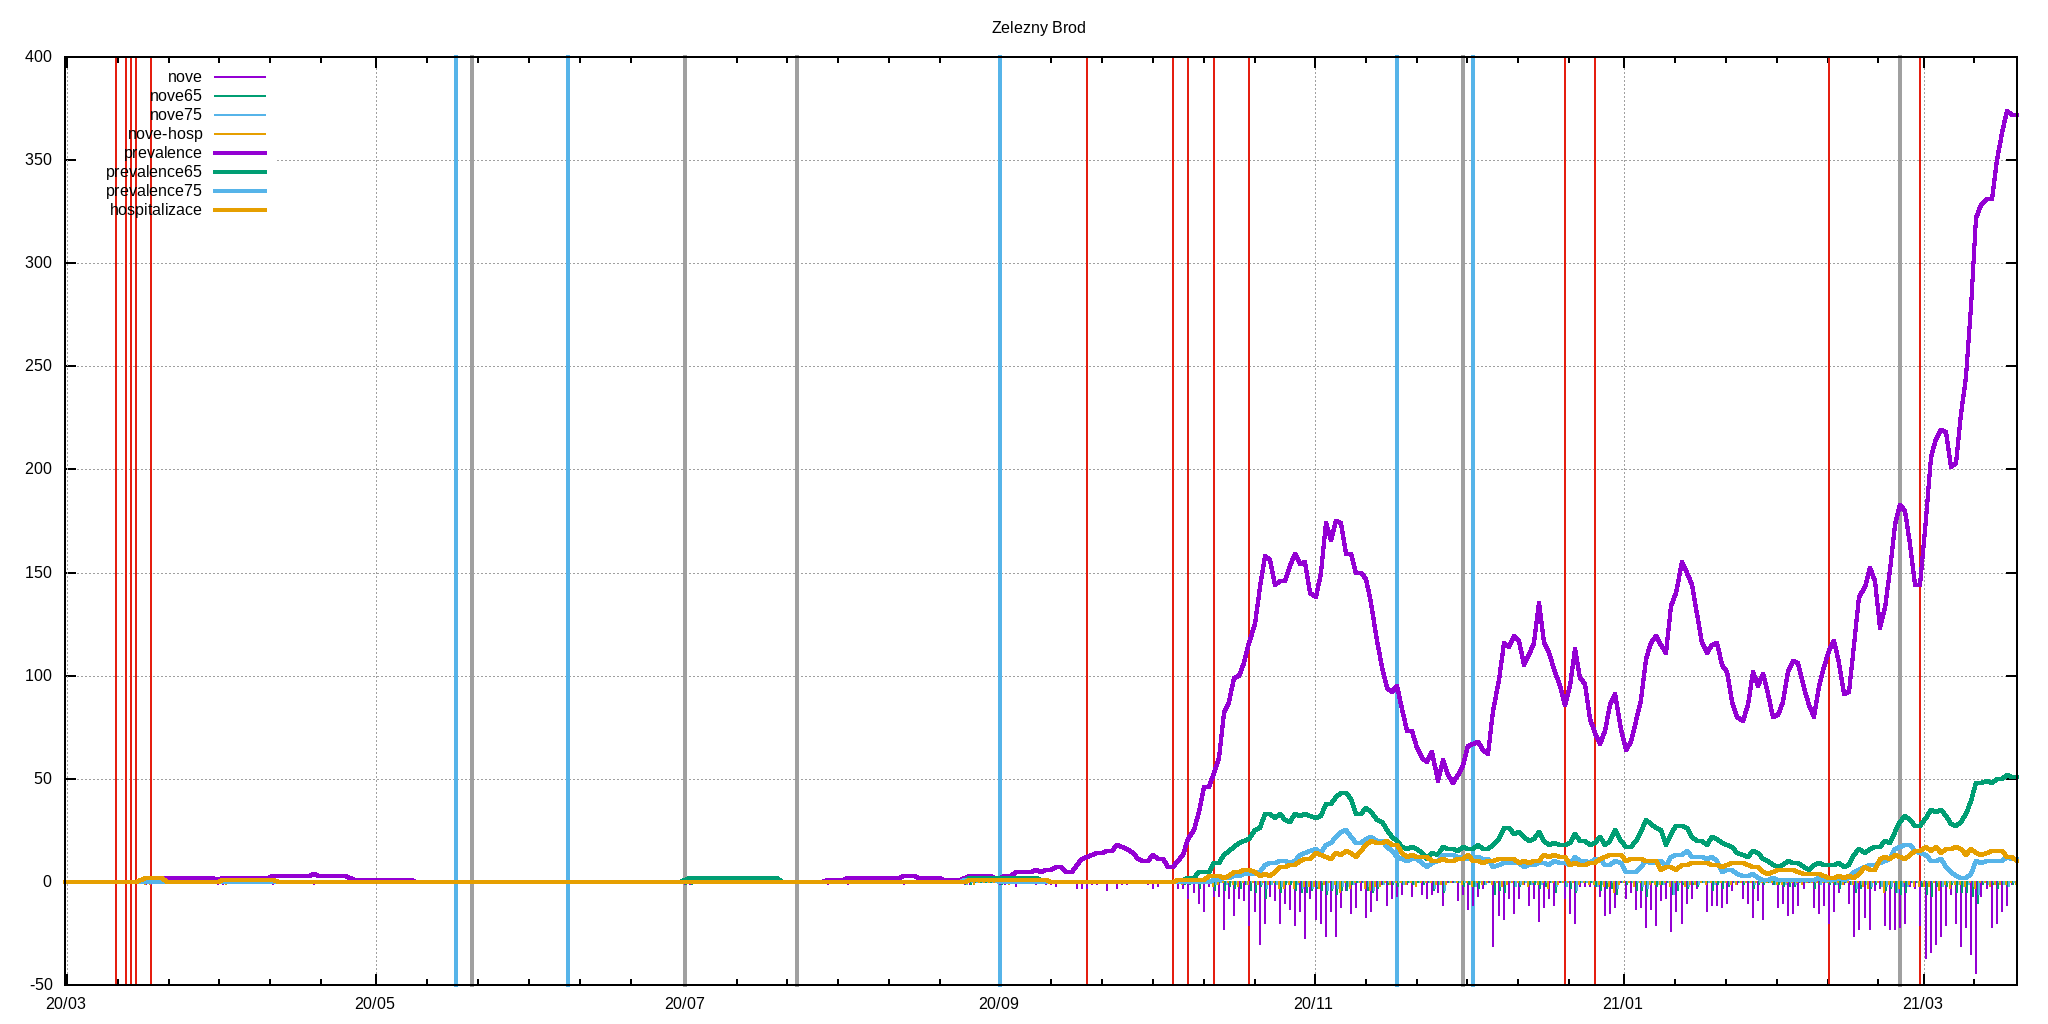 Zelezny Brod
400
350
300
250
200
150
100
50
0
-50
nove
nove65
nove75
nove-hosp
prevalence
prevalence65
prevalence75
hospitalizace
20/03 20/05 20/07 20/09 20/11 21/01 21/03